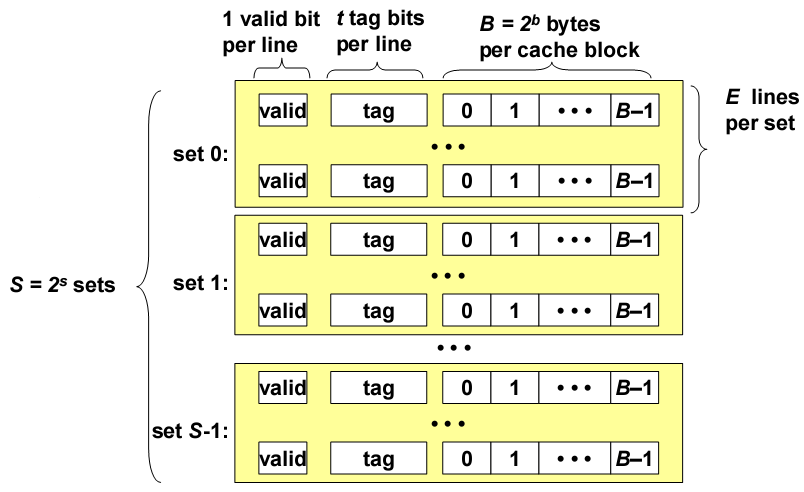 1 valid bit
per line
t tag bits
per line
B = 2ᵇ bytes
per cache block
E lines
per set
S = 2ˢ sets
set 0:
valid tag 0 1 • • • B–1
• • •
valid tag 0 1 • • • B–1
set 1:
valid tag 0 1 • • • B–1
• • •
valid tag 0 1 • • • B–1
• • •
set S-1:
valid tag 0 1 • • • B–1
• • •
valid tag 0 1 • • • B–1